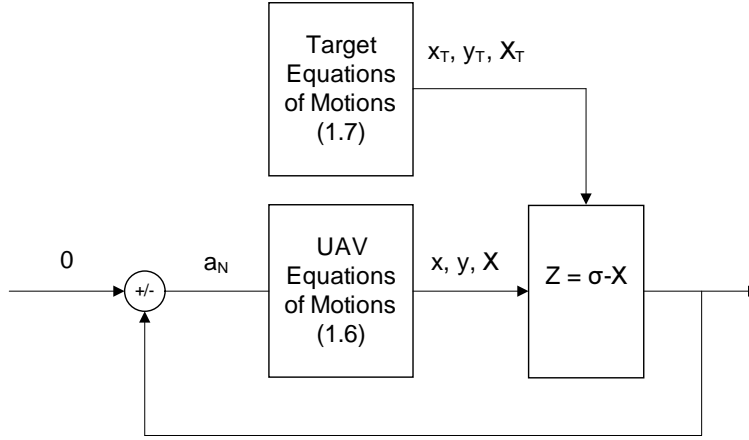 Target
Equations
of Motions
(1.7)
x_T, y_T, X_T
0
+/-
a_N
UAV
Equations
of Motions
(1.6)
x, y, X
Z = σ-X